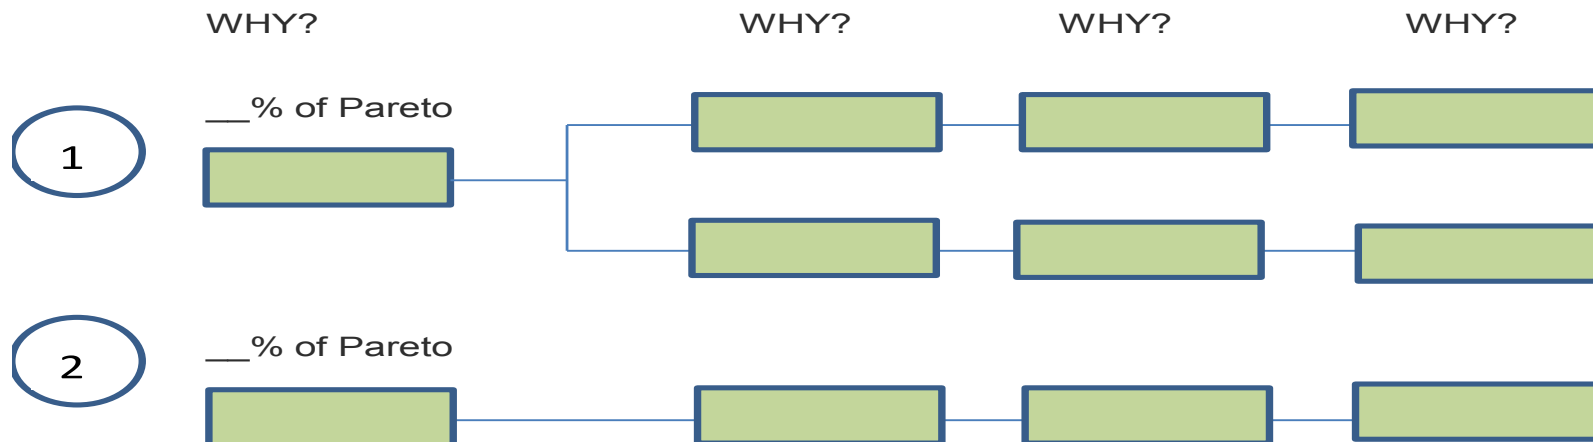 WHY? WHY? WHY? WHY?
__% of Pareto
1
__% of Pareto
2